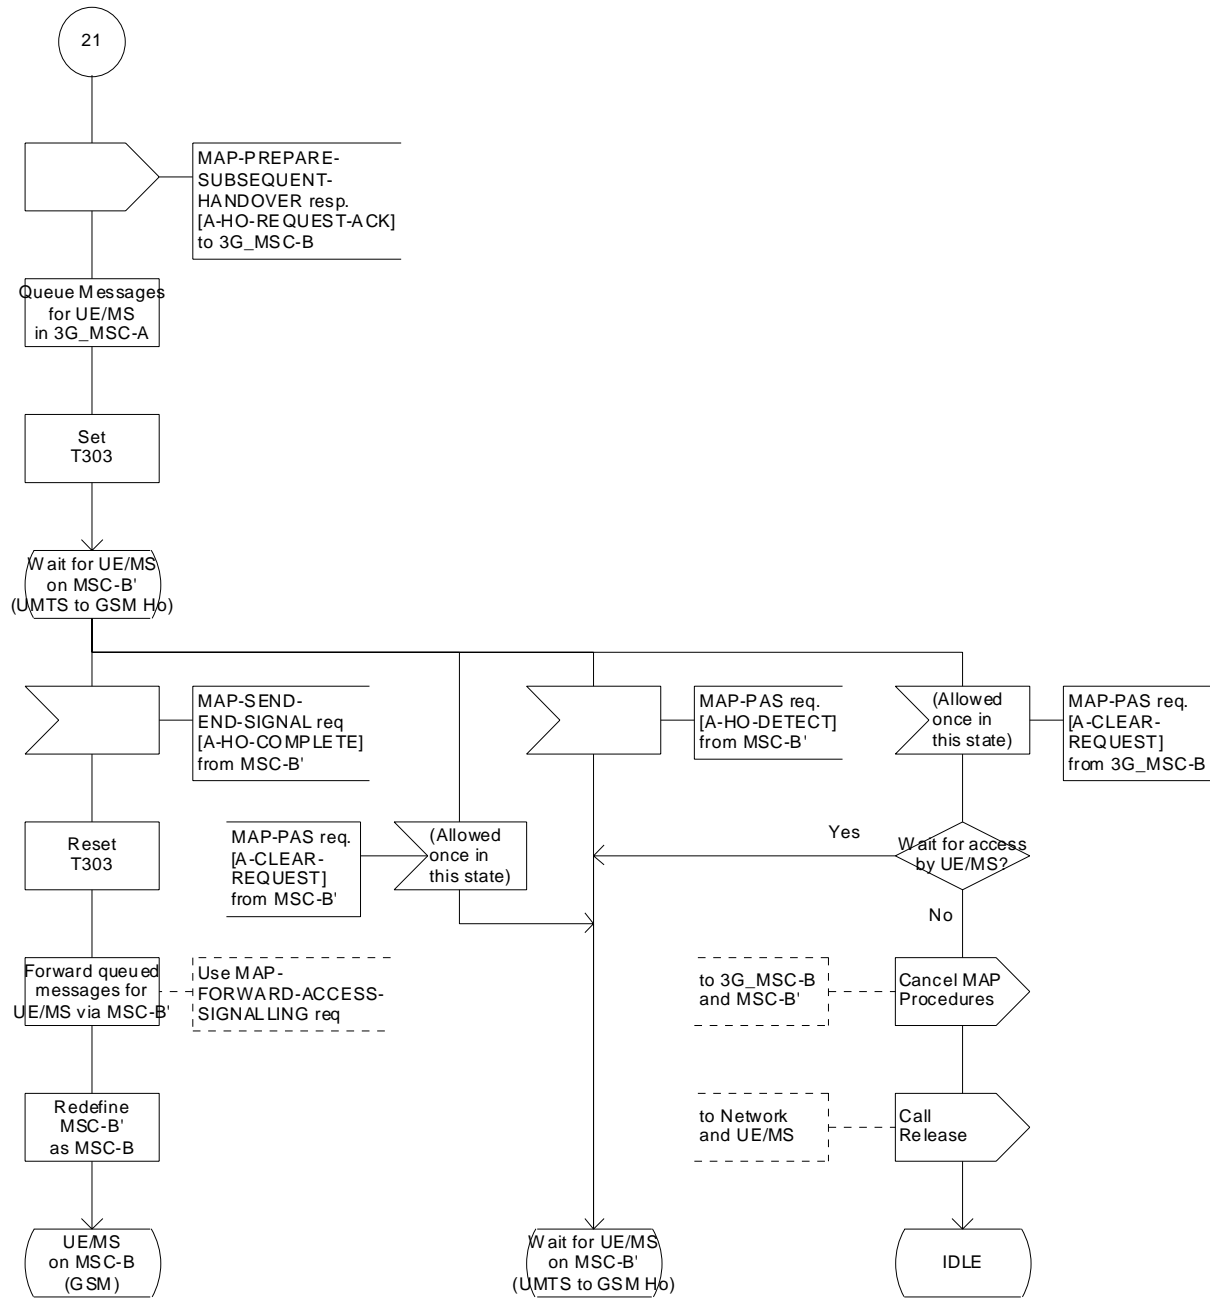 21
MAP-PREPARE-
SUBSEQUENT-
HANDOVER resp.
[A-HO-REQUEST-ACK]
to 3G_MSC-B
Queue Messages
for UE/MS
in 3G_MSC-A
Set
T303
Wait for UE/MS
on MSC-B'
(UMTS to GSM Ho)
MAP-SEND-
END-SIGNAL req
[A-HO-COMPLETE]
from MSC-B'
MAP-PAS req.
[A-HO-DETECT]
from MSC-B'
(Allowed
once in
this state)
MAP-PAS req.
[A-CLEAR-
REQUEST]
from 3G_MSC-B
Reset
T303
MAP-PAS req.
[A-CLEAR-
REQUEST]
from MSC-B'
(Allowed
once in
this state)
Yes
Wait for access
by UE/MS?
No
Forward queued
messages for
UE/MS via MSC-B'
Use MAP-
FORWARD-ACCESS-
SIGNALLING req
to 3G_MSC-B
and MSC-B'
Cancel MAP
Procedures
Redefine
MSC-B'
as MSC-B
to Network
and UE/MS
Call
Release
UE/MS
on MSC-B
(GSM)
Wait for UE/MS
on MSC-B'
(UMTS to GSM Ho)
IDLE